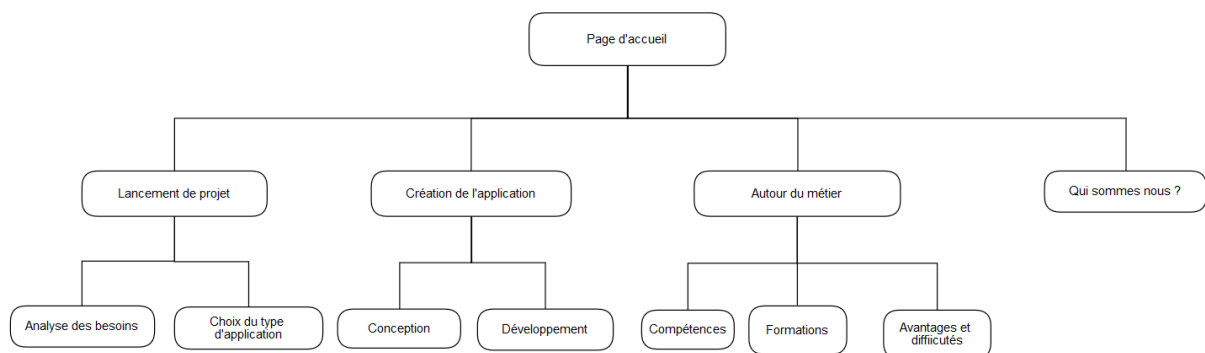 Page d'accueil
Lancement de projet
Création de l'application
Autour du métier
Qui sommes nous ?
Analyse des besoins
Choix du type
d'application
Conception
Développement
Compétences
Formations
Avantages et
diffiicutés